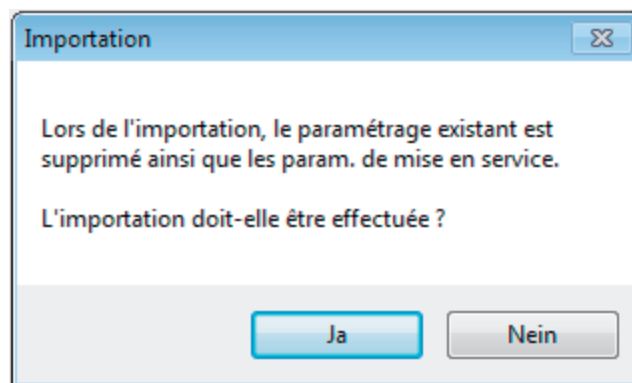 Importation
Lors de l'importation, le paramétrage existant est
supprimé ainsi que les param. de mise en service.
L'importation doit-elle être effectuée ?
Ja
Nein